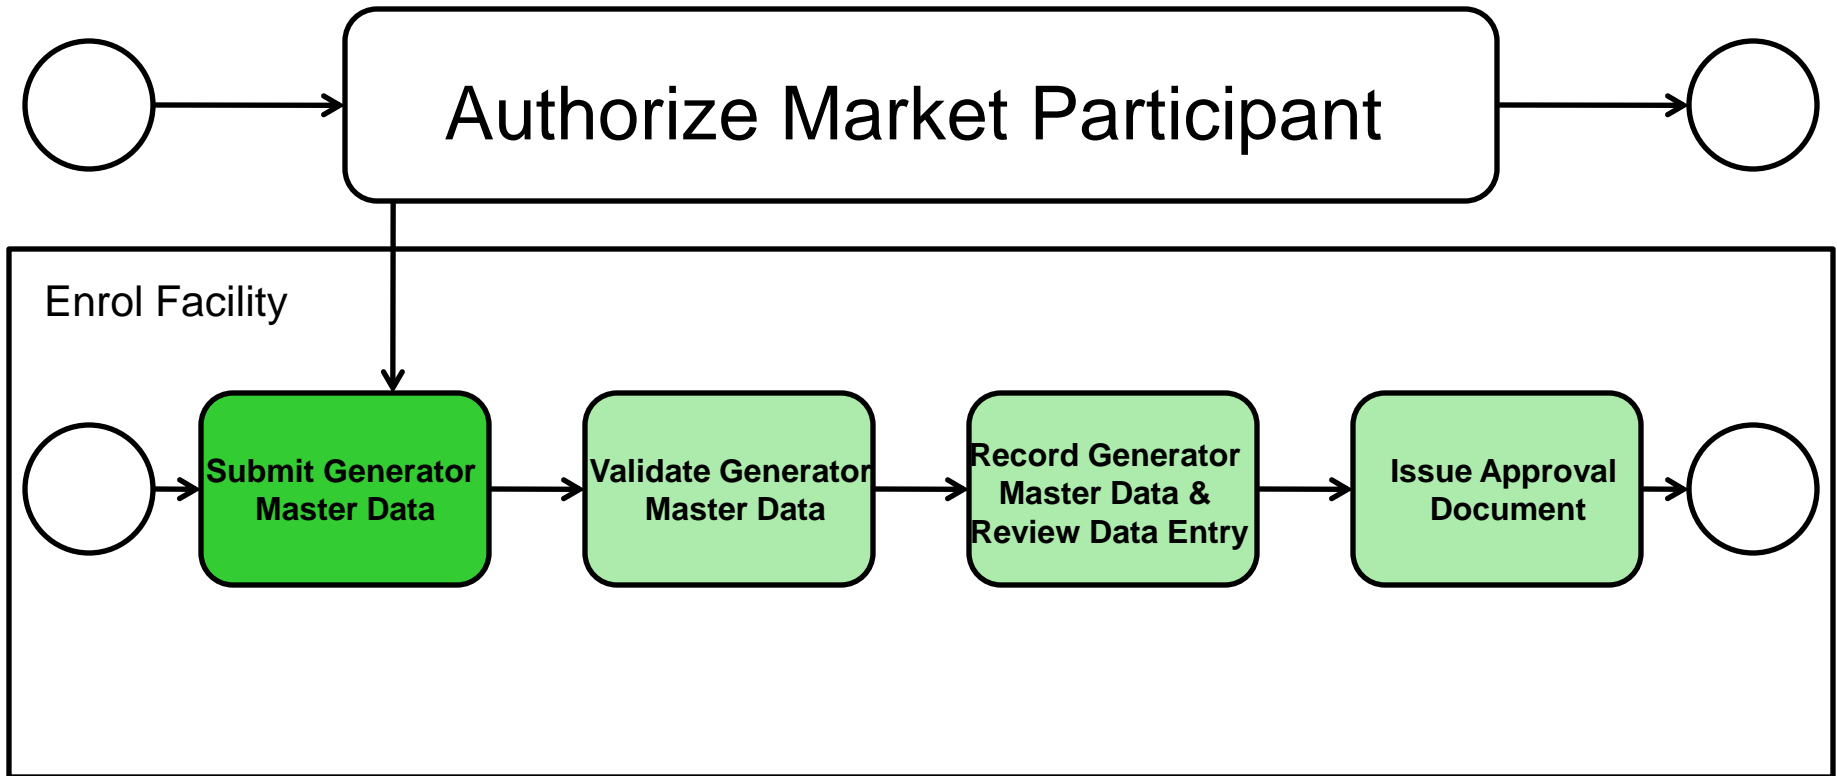 Authorize Market Participant
Enrol Facility
Submit Generator
Master Data
Validate Generator
Master Data
Record Generator
Master Data &
Review Data Entry
Issue Approval
Document